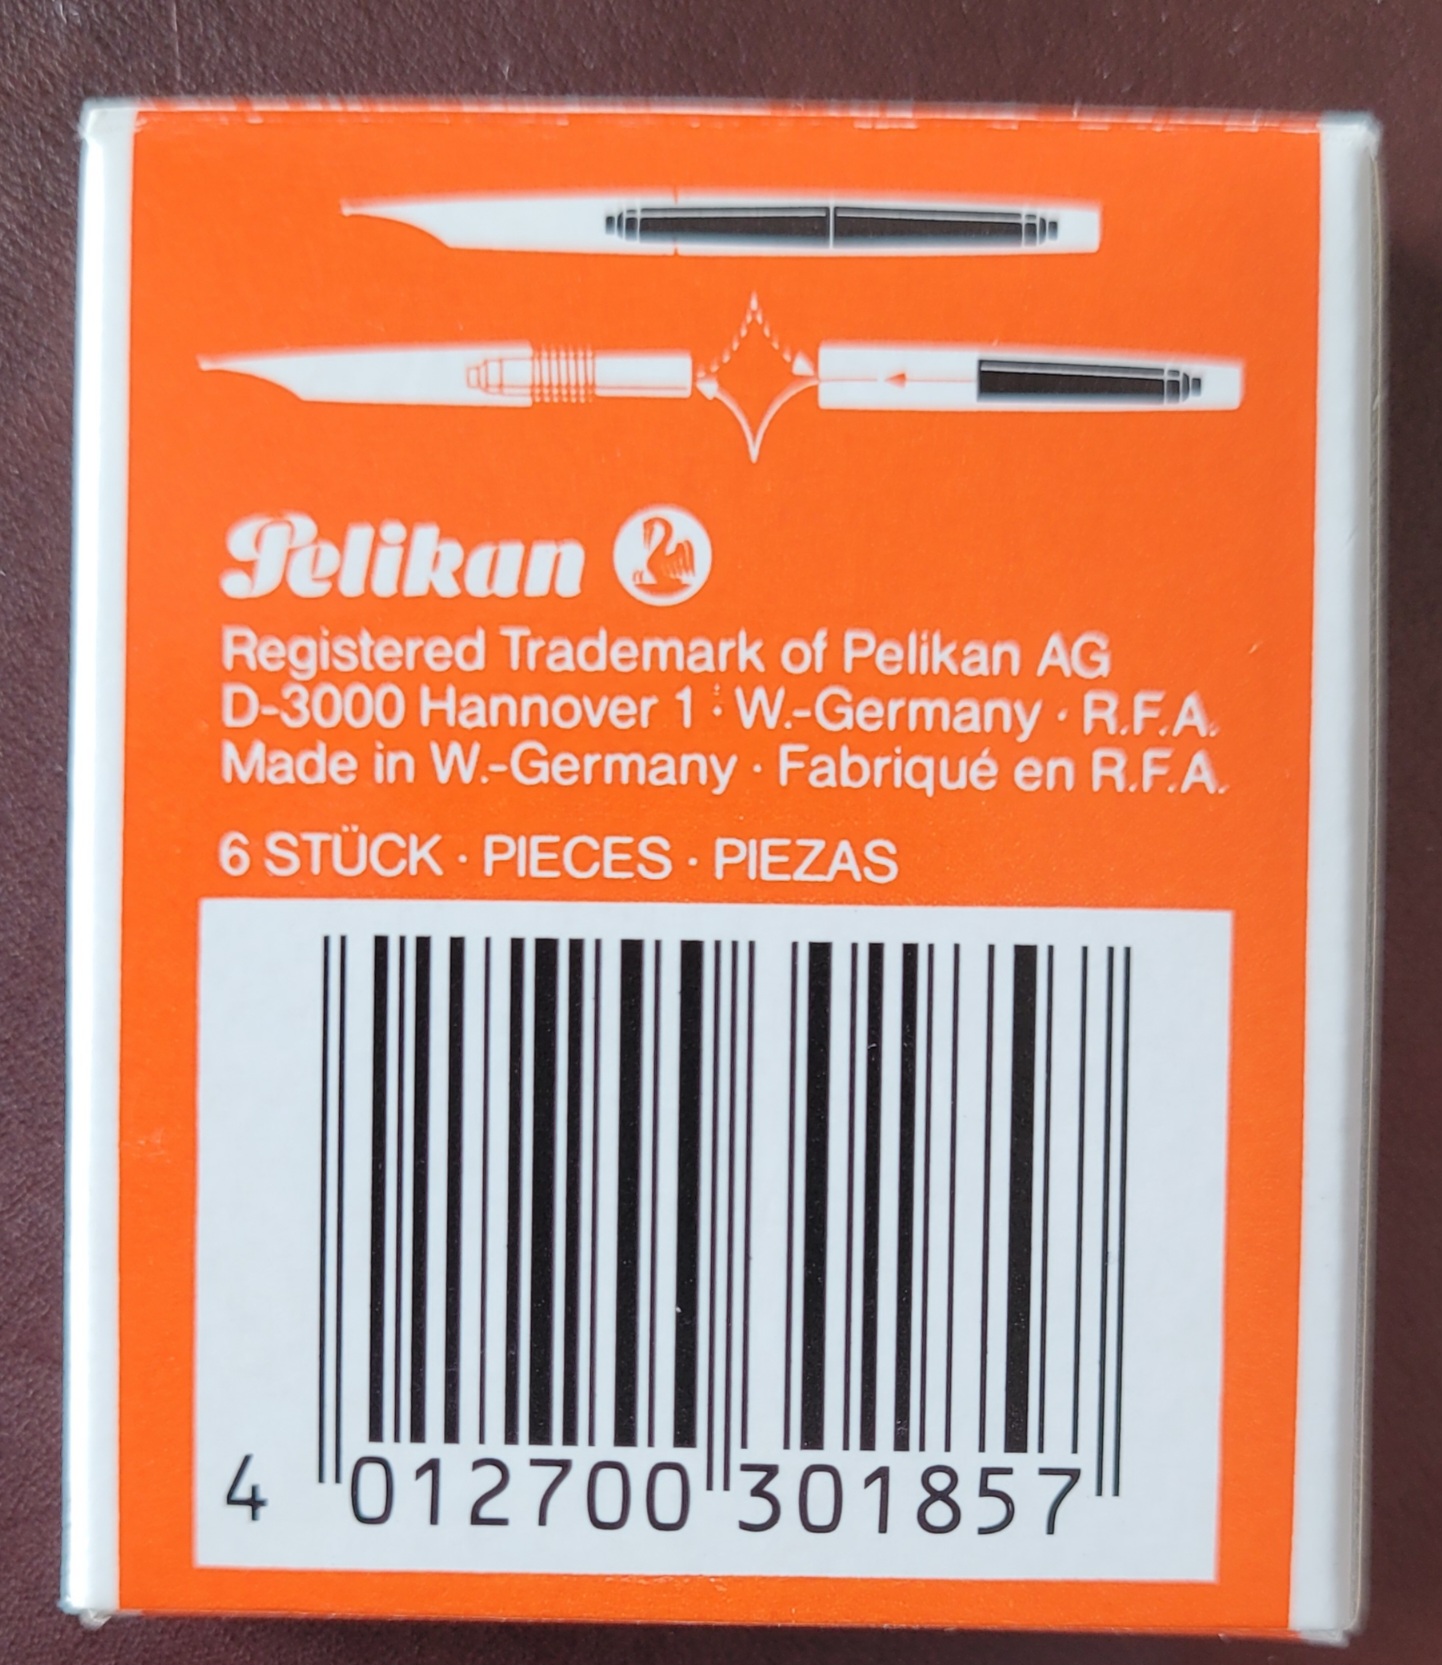 Pelikan
Registered Trademark of Pelikan AG
D-3000 Hannover 1 · W.-Germany · R.F.A.
Made in W.-Germany · Fabriqué en R.F.A.
6 STÜCK · PIECES · PIEZAS
4 012700 301857